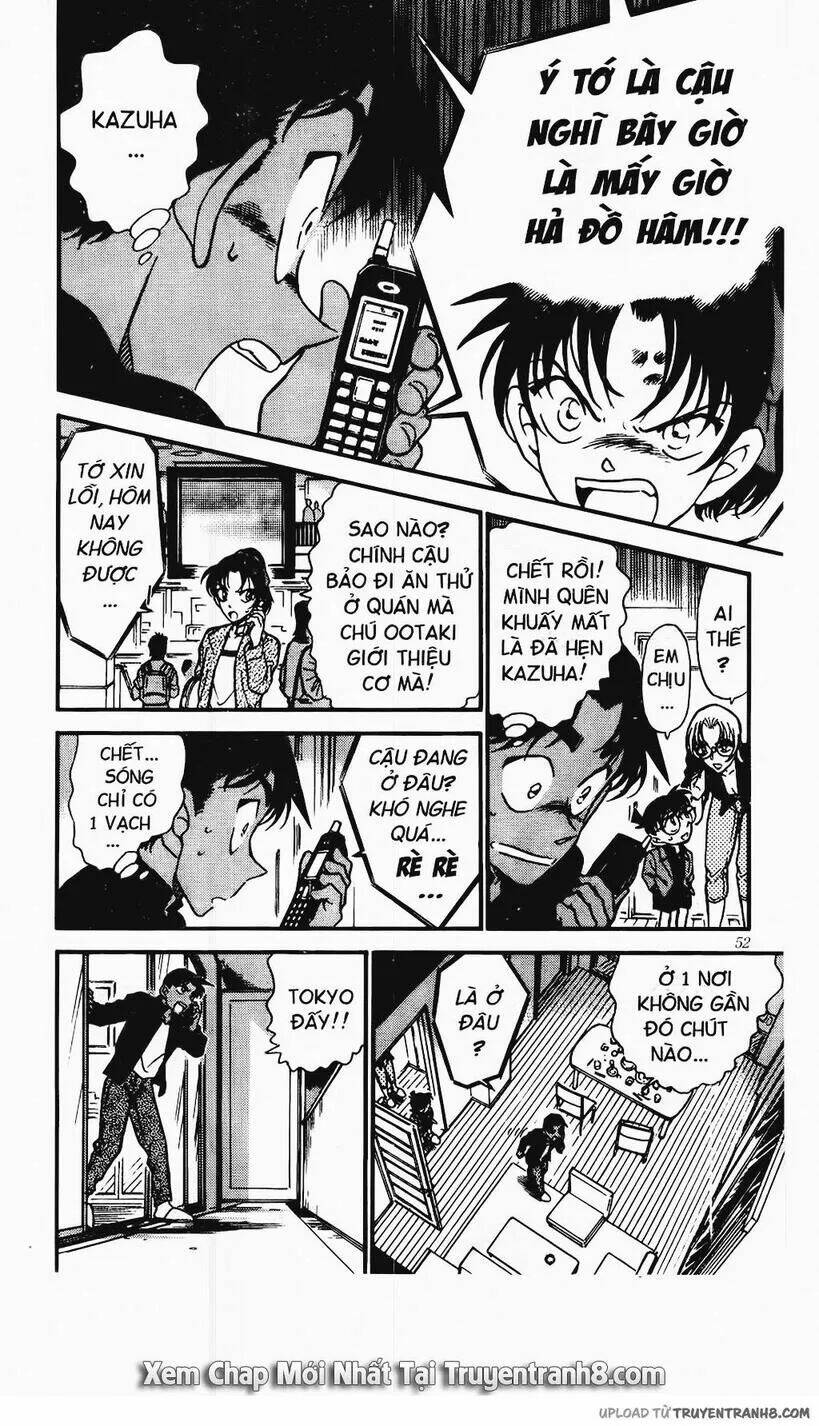 Ý TỚ LÀ CẬU
NGHĨ BÂY GIỜ
LÀ MẤY GIỜ
HẢ ĐỒ HÂM!!!
KAZUHA
...
CHẾT RỒI!
MÌNH QUÊN
KHUẤY MẤT
LÀ ĐÃ HẸN
KAZUHA!
AI
THẾ
?
EM
CHỊU
...
SAO NÀO?
CHÍNH CẬU
BẢO ĐI ĂN THỬ
Ở QUÁN MÀ
CHÚ OOTAKI
GIỚI THIỆU
CƠ MÀ!
TỚ XIN
LỖI, HÔM
NAY
KHÔNG
ĐƯỢC
...
CẬU ĐANG
Ở ĐÂU?
KHÓ NGHE
QUÁ...
RÈ RÈ
...
CHẾT...
SÓNG
CHỈ CÓ
1 VẠCH
...
52
Ở 1 NƠI
KHÔNG GẦN
ĐÓ CHÚT
NÀO...
LÀ Ở
ĐÂU
?
TOKYO
ĐẤY!!
Xem Chap Mới Nhất Tại Truyentranh8.com
UPLOAD TỪ TRUYENTRANH8.COM